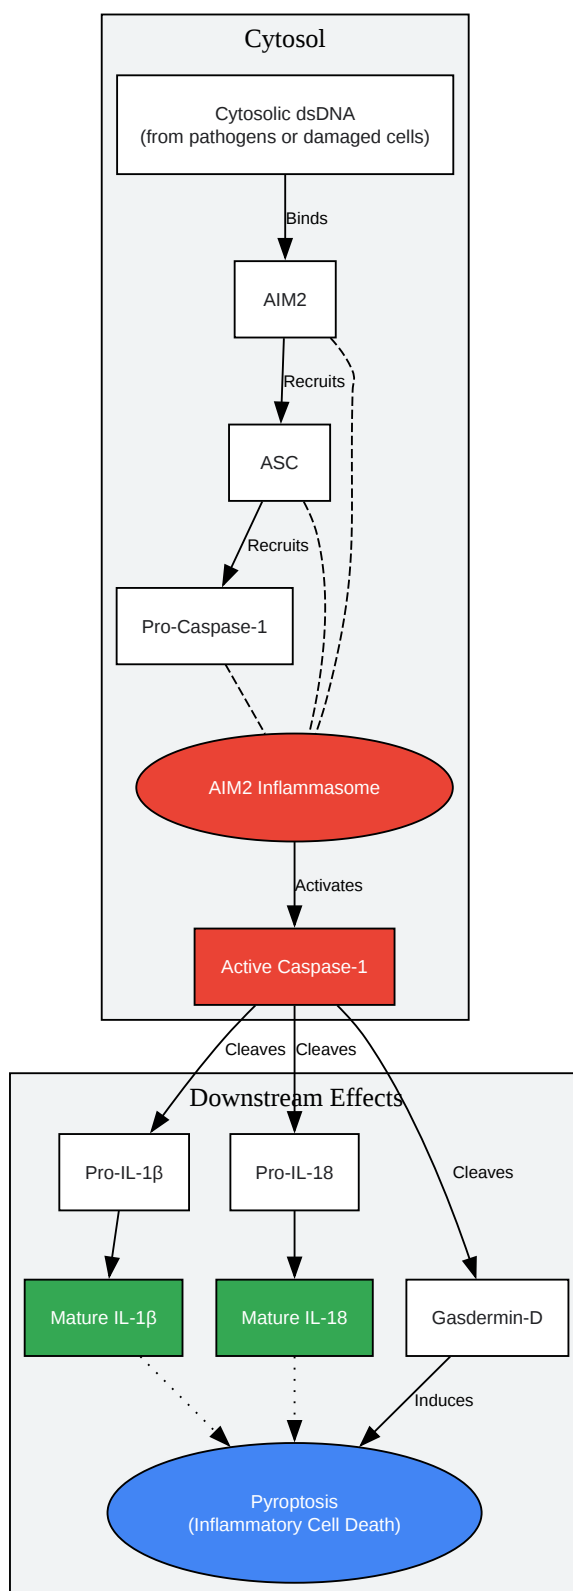 Cytosol
Cytosolic dsDNA
(from pathogens or damaged cells)
Binds
AIM2
Recruits
ASC
Recruits
Pro-Caspase-1
AIM2 Inflammasome
Activates
Active Caspase-1
Cleaves
Cleaves
Downstream Effects
Pro-IL-1β
Pro-IL-18
Cleaves
Mature IL-1β
Mature IL-18
Gasdermin-D
Induces
Pyroptosis
(Inflammatory Cell Death)